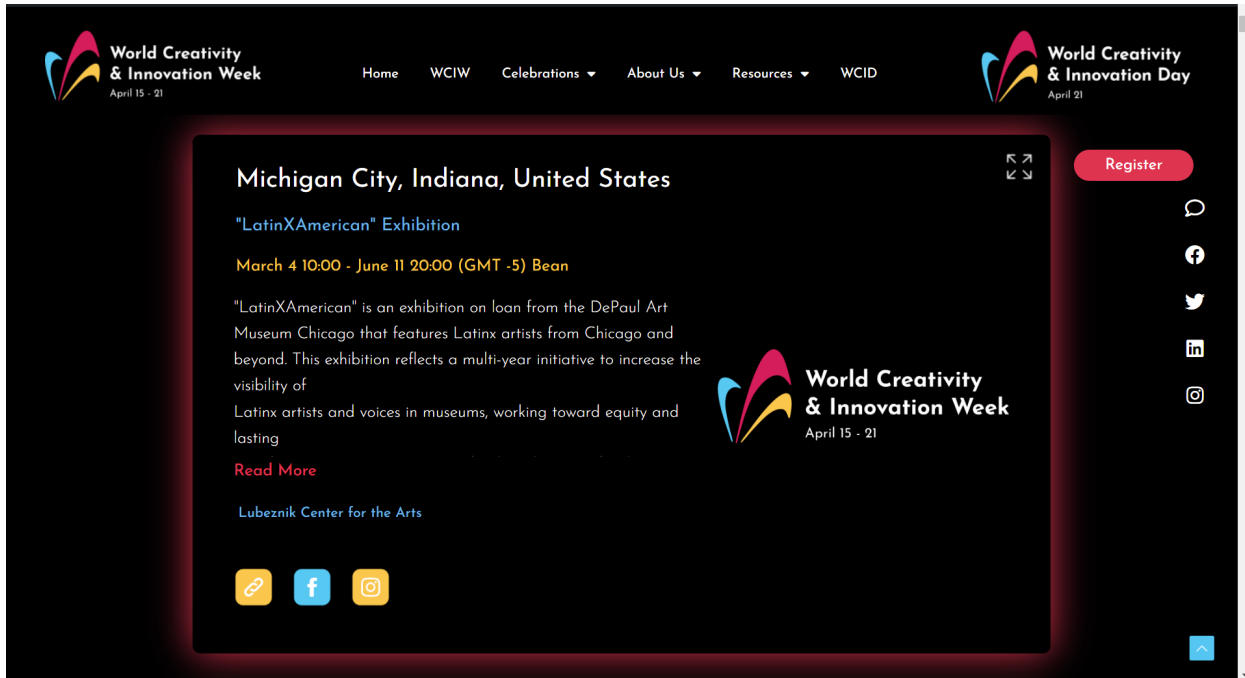 World Creativity
& Innovation Week
April 15 - 21
Home WCIW Celebrations About Us Resources WCID
World Creativity
& Innovation Day
April 21
Michigan City, Indiana, United States
Register
"LatinXAmerican" Exhibition
March 4 10:00 - June 11 20:00 (GMT -5) Bean
"LatinXAmerican" is an exhibition on loan from the DePaul Art
Museum Chicago that features Latinx artists from Chicago and
beyond. This exhibition reflects a multi-year initiative to increase the
visibility of
Latinx artists and voices in museums, working toward equity and
lasting
Read More
World Creativity
& Innovation Week
April 15 - 21
Lubeznik Center for the Arts